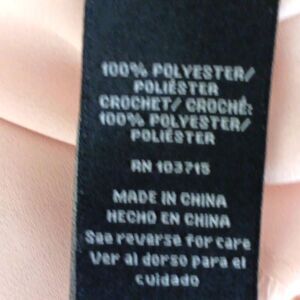 100% POLYESTER/
POLIÉSTER
CROCHET/ CROCHÉ:
100% POLYESTER/
POLIÉSTER
RN 103715
MADE IN CHINA
HECHO EN CHINA
See reverse for care
Ver al dorso para el
cuidado